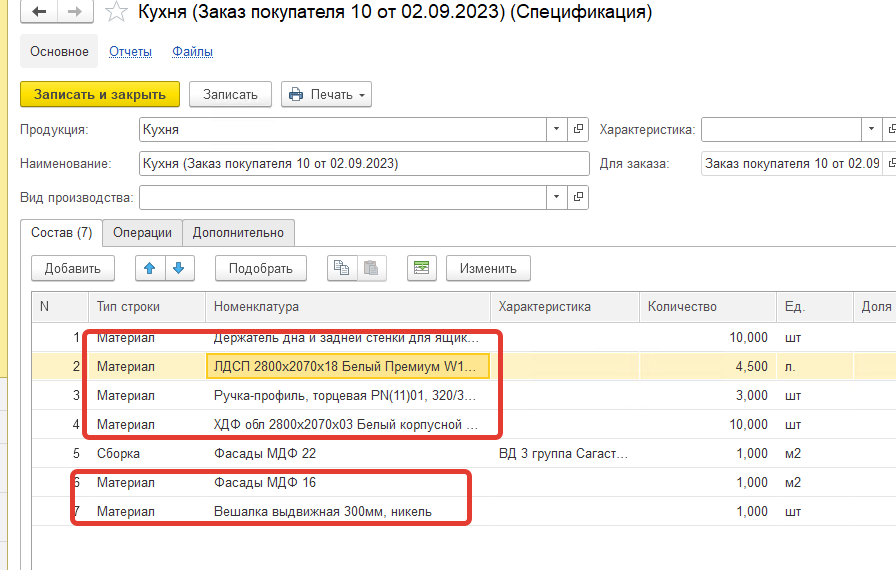 Кухня (Заказ покупателя 10 от 02.09.2023) (Спецификация)
Основное Отчеты Файлы
Записать и закрыть Записать Печать
Продукция: Кухня Характеристика:
Наименование: Кухня (Заказ покупателя 10 от 02.09.2023) Для заказа: Заказ покупателя 10 от 02.09
Вид производства:
Состав (7) Операции Дополнительно
Добавить Подобрать Изменить
N Тип строки Номенклатура Характеристика Количество Ед. Доля
1 Материал Держатель дна и задней стенки для ящик... 10,000 шт
2 Материал ЛДСП 2800х2070х18 Белый Премиум W1... 4,500 л.
3 Материал Ручка-профиль, торцевая PN(11)01, 320/3... 3,000 шт
4 Материал ХДФ обл 2800х2070х03 Белый корпусной ... 10,000 шт
5 Сборка Фасады МДФ 22 ВД 3 группа Сагаст... 1,000 м2
6 Материал Фасады МДФ 16 1,000 м2
7 Материал Вешалка выдвижная 300мм, никель 1,000 шт